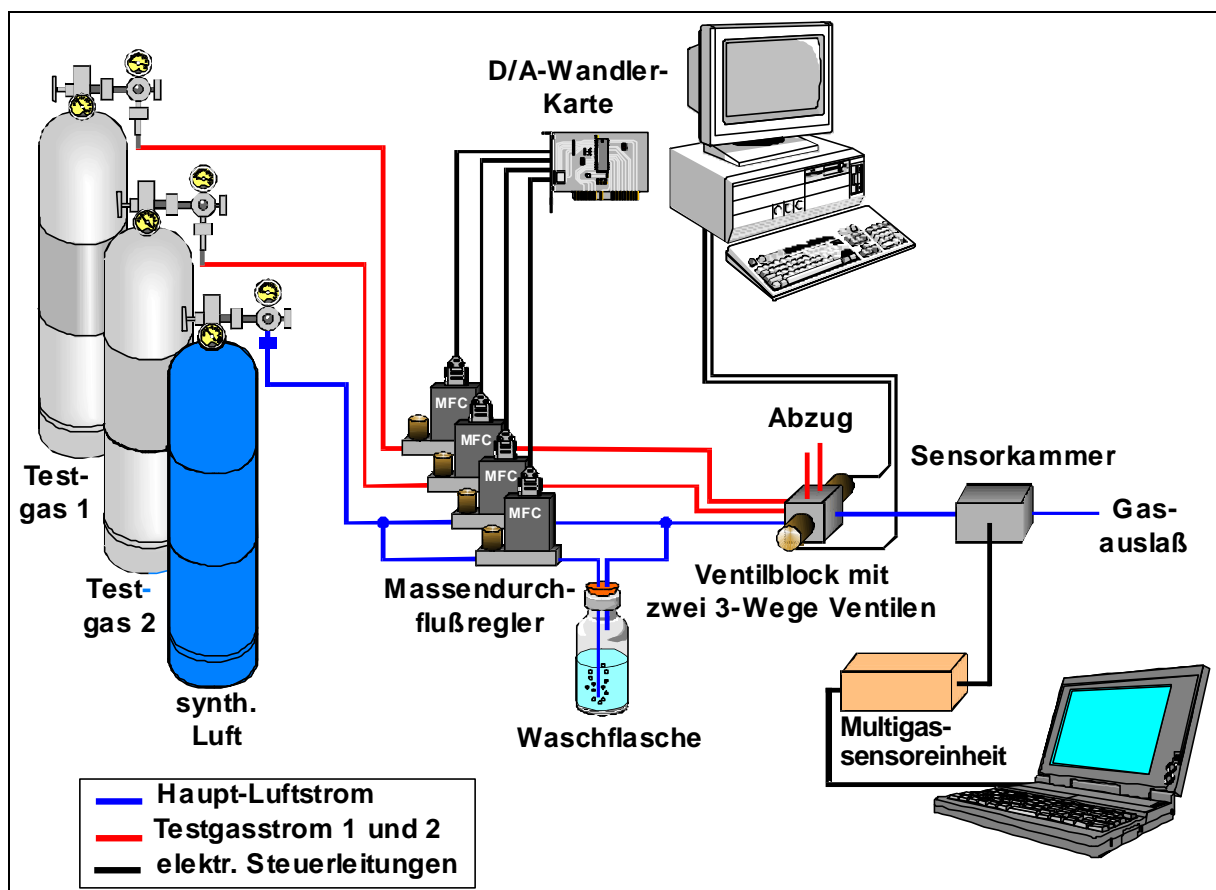 D/A-Wandler-
Karte
MFC
MFC
MFC
MFC
Abzug
Sensorkammer
Test-
gas 1
Gas-
auslaß
Test-
gas 2
Massendurch-
flußregler
Ventilblock mit
zwei 3-Wege Ventilen
synth.
Luft
Waschflasche
Multigas-
sensoreinheit
Haupt-Luftstrom
Testgasstrom 1 und 2
elektr. Steuerleitungen